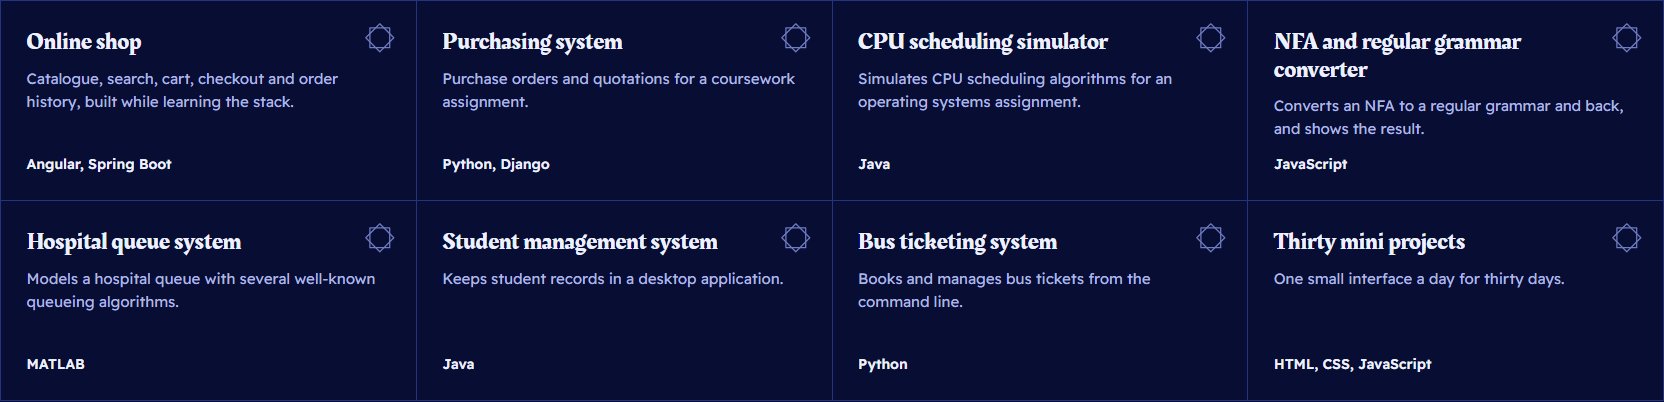 Online shop
Catalogue, search, cart, checkout and order
history, built while learning the stack.
Angular, Spring Boot
Purchasing system
Purchase orders and quotations for a coursework
assignment.
Python, Django
CPU scheduling simulator
Simulates CPU scheduling algorithms for an
operating systems assignment.
Java
NFA and regular grammar
converter
Converts an NFA to a regular grammar and back,
and shows the result.
JavaScript
Hospital queue system
Models a hospital queue with several well-known
queueing algorithms.
MATLAB
Student management system
Keeps student records in a desktop application.
Java
Bus ticketing system
Books and manages bus tickets from the
command line.
Python
Thirty mini projects
One small interface a day for thirty days.
HTML, CSS, JavaScript